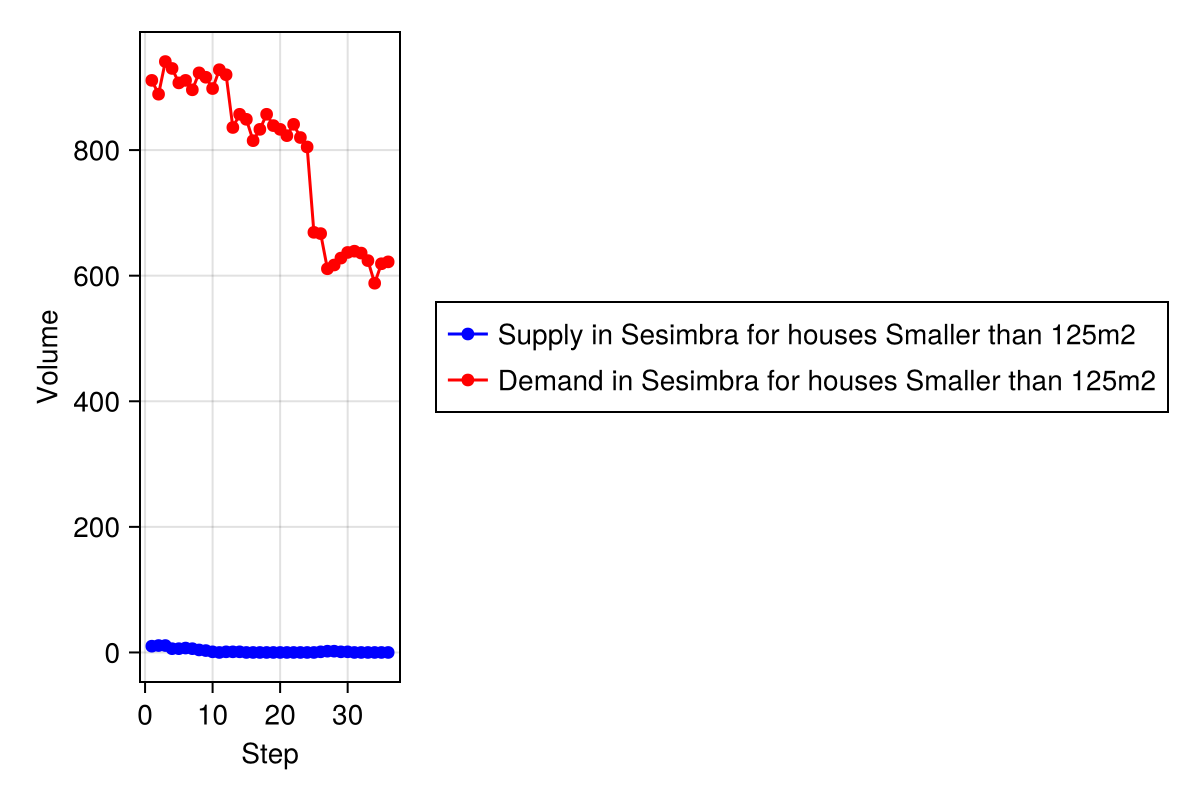 Volume
800
600
400
200
0
0 10 20 30
Step
Supply in Sesimbra for houses Smaller than 125m2
Demand in Sesimbra for houses Smaller than 125m2